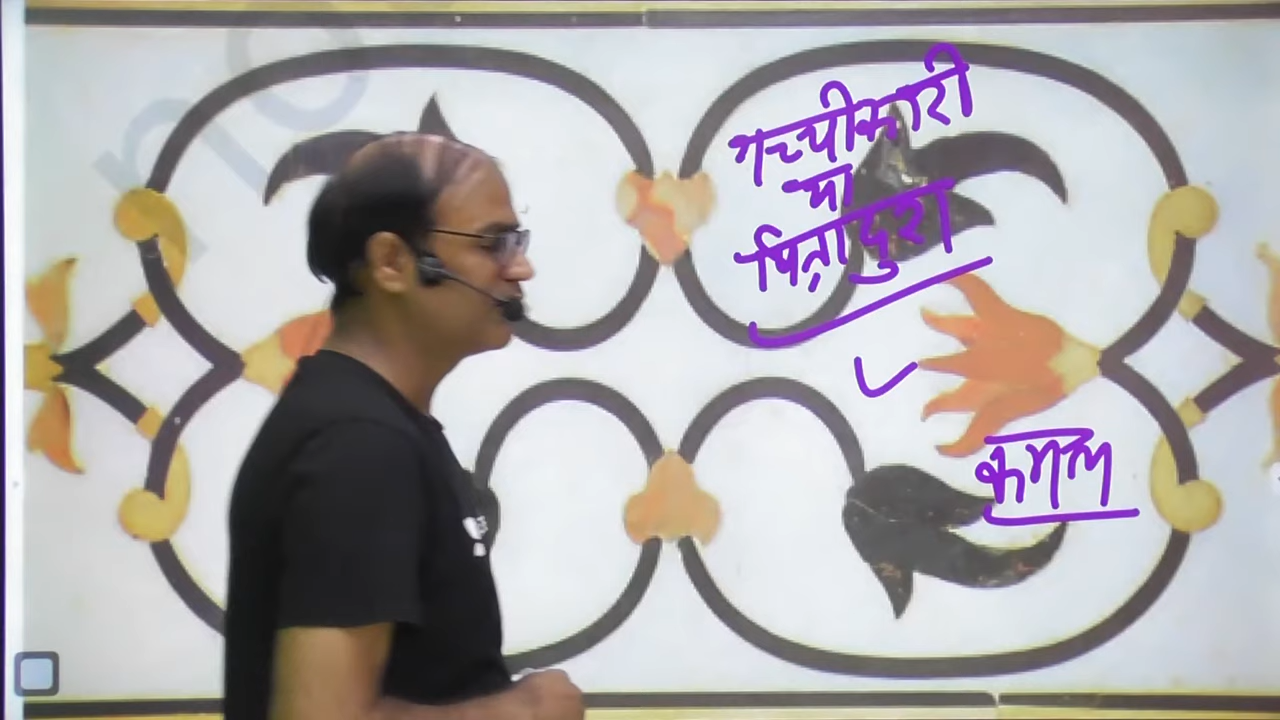 गच्चीकारी
या
पित्रादुरा
कमल